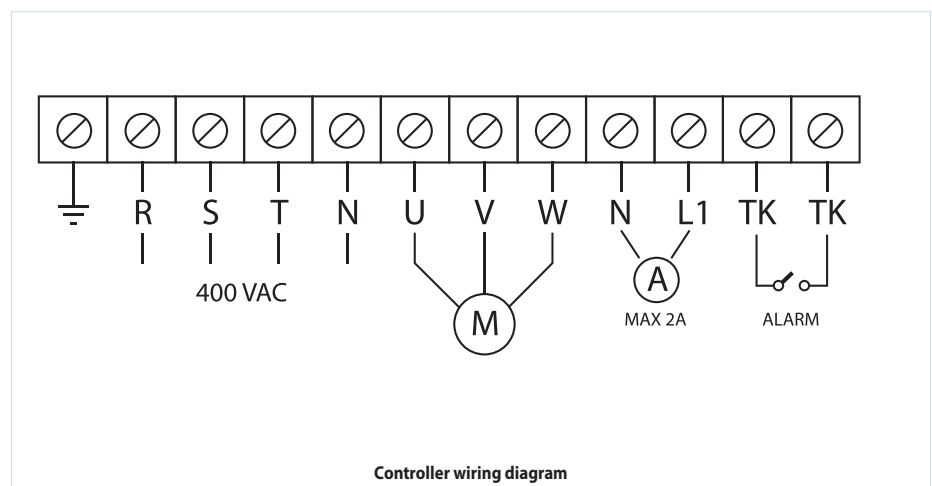 R S T N U V W N L1 TK TK
400 VAC
A
M
MAX 2A
ALARM
Controller wiring diagram